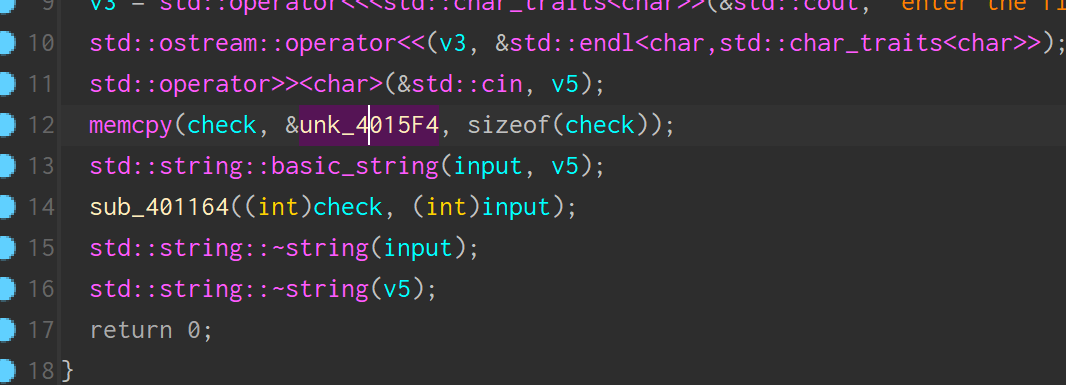 9 v3 = std::operator<<<std::char_traits<char>>(&std::cout, "enter the
10 std::ostream::operator<<(v3, &std::endl<char,std::char_traits<char>>);
11 std::operator>><char>(&std::cin, v5);
12 memcpy(check, &unk_4015F4, sizeof(check));
13 std::string::basic_string(input, v5);
14 sub_401164((int)check, (int)input);
15 std::string::~string(input);
16 std::string::~string(v5);
17 return 0;
18 }